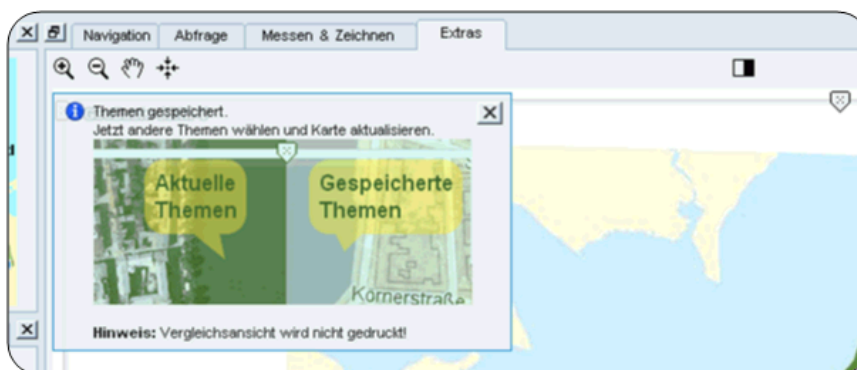 Navigation Abfrage Messen & Zeichnen Extras
Themen gespeichert.
Jetzt andere Themen wählen und Karte aktualisieren.
Aktuelle
Themen
Gespeicherte
Themen
Körnerstraße
Hinweis: Vergleichsansicht wird nicht gedruckt!